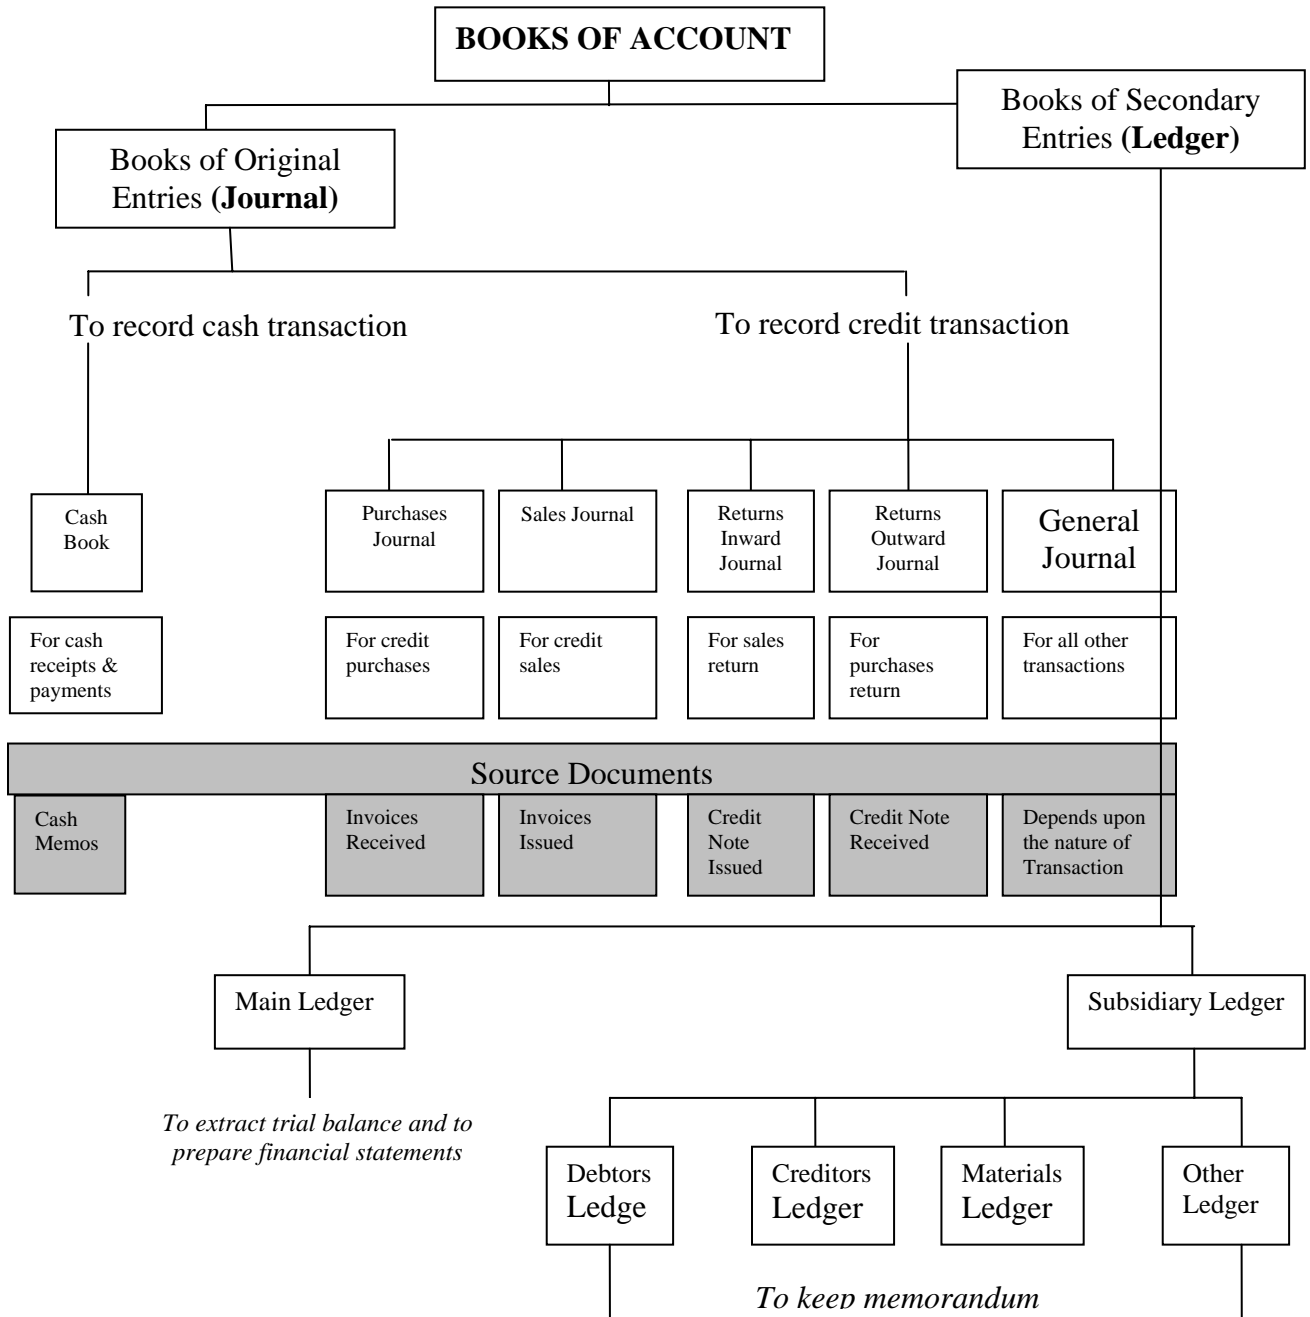 BOOKS OF ACCOUNT
Books of Secondary
Entries (Ledger)
Books of Original
Entries (Journal)
To record cash transaction
To record credit transaction
Cash
Book
Purchases
Journal
Sales Journal
Returns
Inward
Journal
Returns
Outward
Journal
General
Journal
For cash
receipts &
payments
For credit
purchases
For credit
sales
For sales
return
For
purchases
return
For all other
transactions
Source Documents
Cash
Memos
Invoices
Received
Invoices
Issued
Credit
Note
Issued
Credit Note
Received
Depends upon
the nature of
Transaction
Main Ledger
Subsidiary Ledger
To extract trial balance and to
prepare financial statements
Debtors
Ledge
Creditors
Ledger
Materials
Ledger
Other
Ledger
To keep memorandum